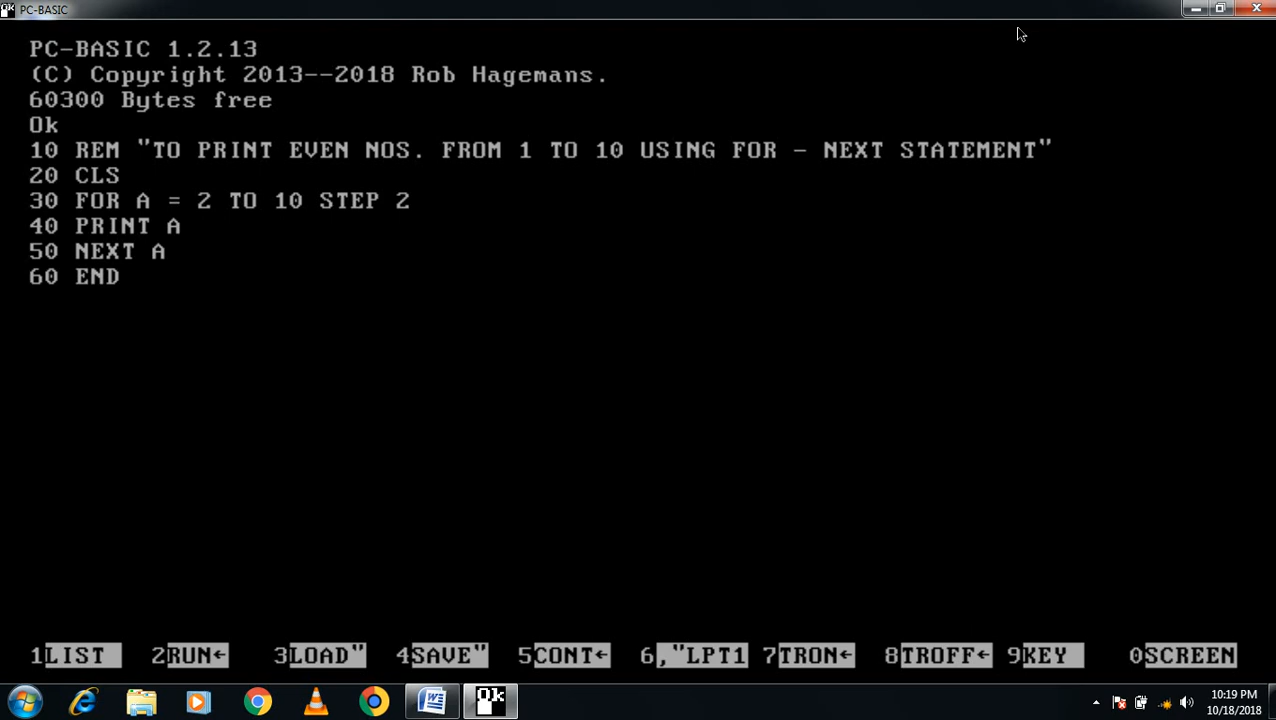 PC-BASIC
PC-BASIC 1.2.13
(C) Copyright 2013--2018 Rob Hagemans.
60300 Bytes free
Ok
10 REM "TO PRINT EVEN NOS. FROM 1 TO 10 USING FOR - NEXT STATEMENT"
20 CLS
30 FOR A = 2 TO 10 STEP 2
40 PRINT A
50 NEXT A
60 END
1LIST 2RUN← 3LOAD" 4SAVE" 5CONT← 6,"LPT1 7TRON← 8TROFF← 9KEY 0SCREEN
Ok
10:19 PM
10/18/2018